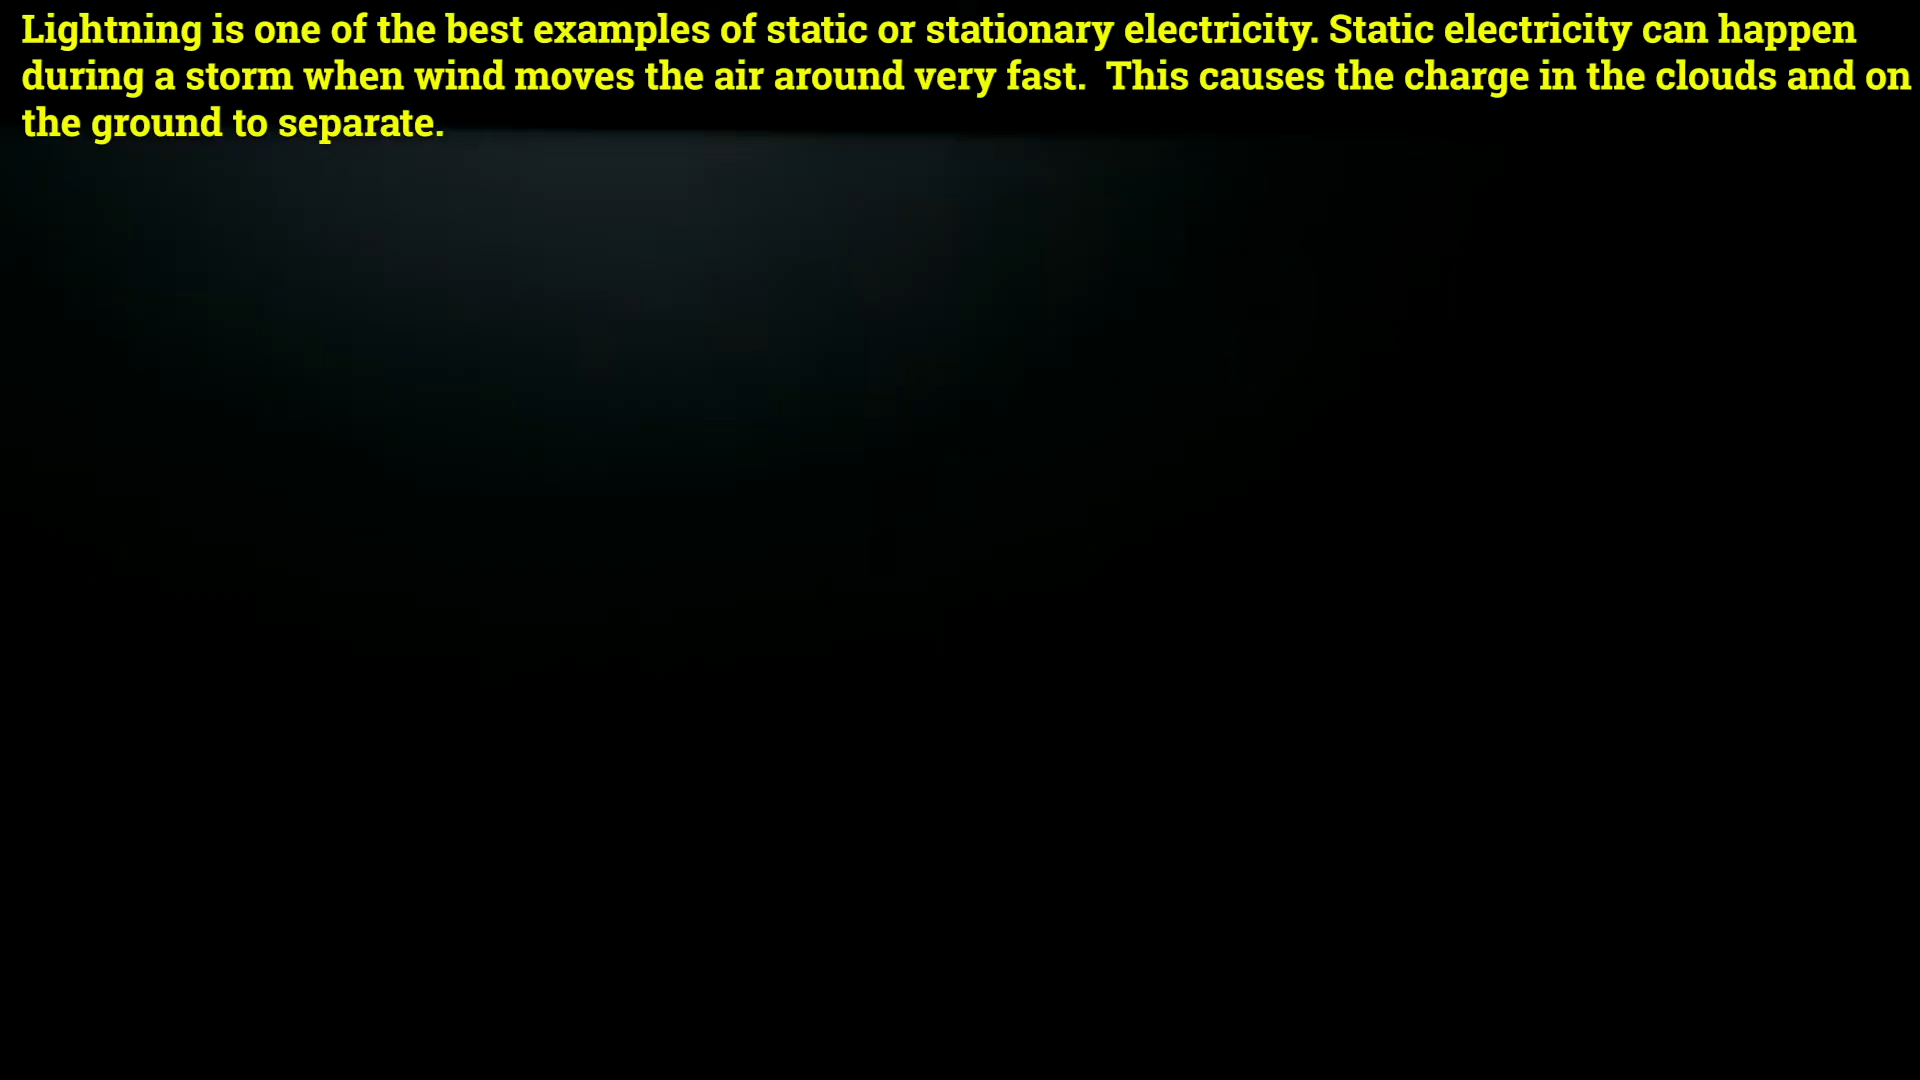 Lightning is one of the best examples of static or stationary electricity. Static electricity can happen
during a storm when wind moves the air around very fast.  This causes the charge in the clouds and on
the ground to separate.